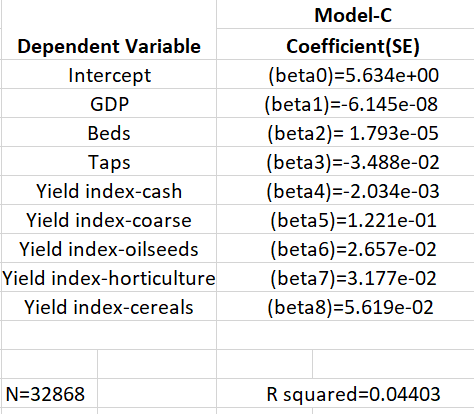 Model-C
Dependent Variable Coefficient(SE)
Intercept (beta0)=5.634e+00
GDP (beta1)=-6.145e-08
Beds (beta2)= 1.793e-05
Taps (beta3)=-3.488e-02
Yield index-cash (beta4)=-2.034e-03
Yield index-coarse (beta5)=1.221e-01
Yield index-oilseeds (beta6)=2.657e-02
Yield index-horticulture (beta7)=3.177e-02
Yield index-cereals (beta8)=5.619e-02
N=32868 R squared=0.04403